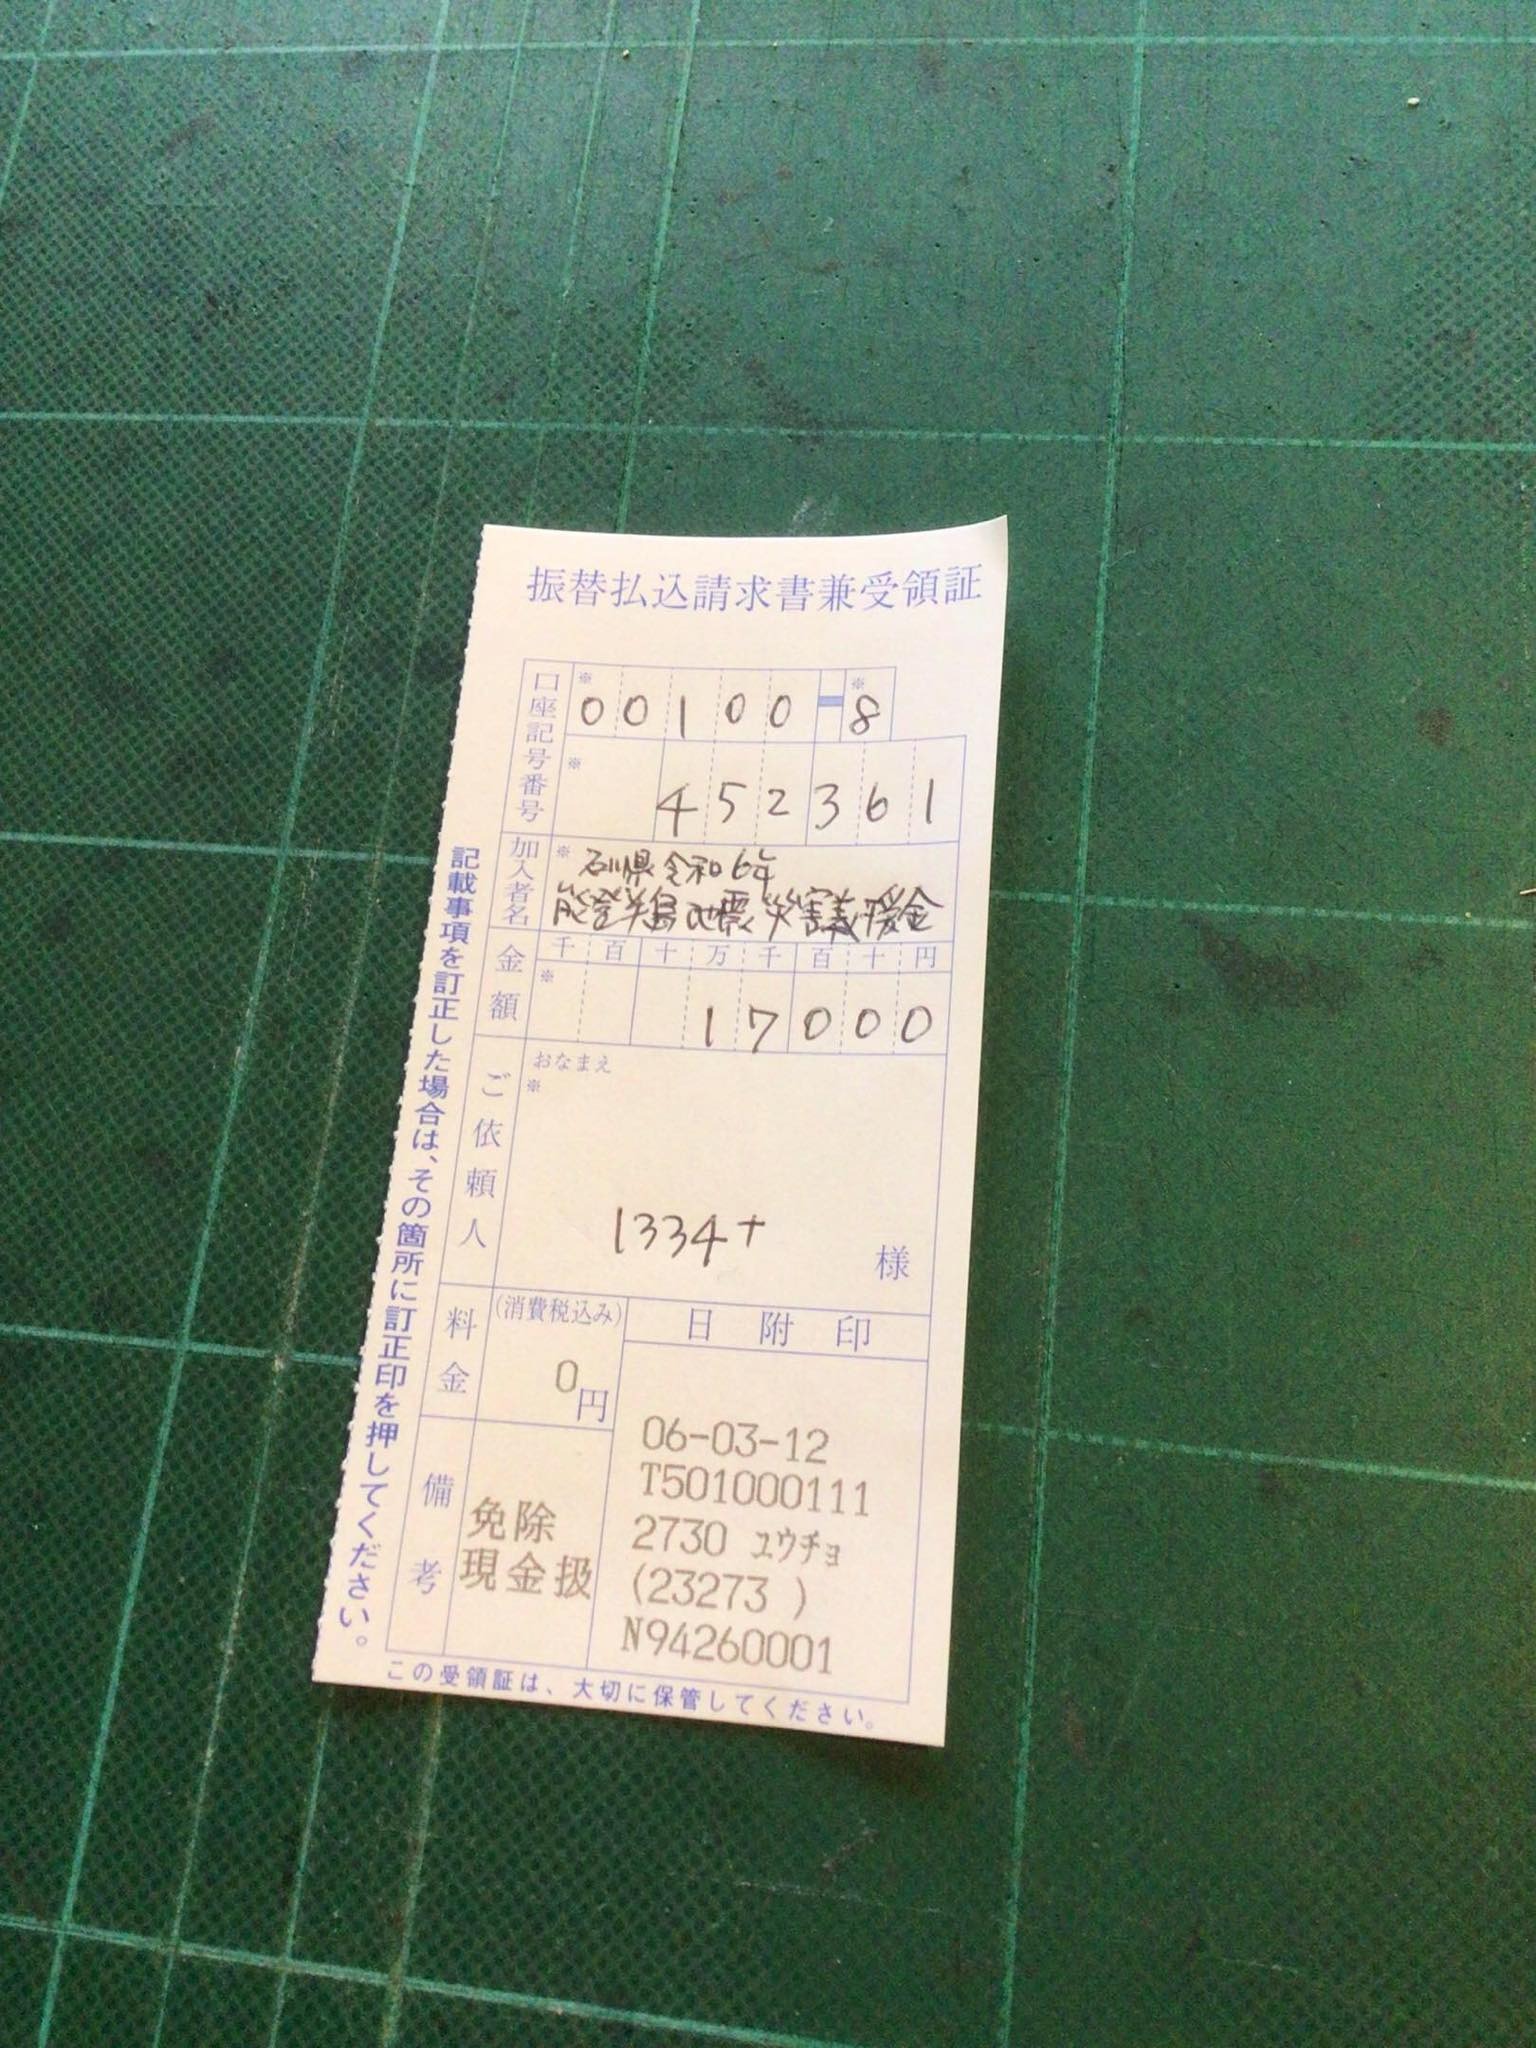 振替払込請求書兼受領証
口座記号番号
※ 00100-8 ※
※ 452361
加入者名
※ 石川県令和6年
能登半島地震災害義援金
金額
千百十万千百十円
※ 17000
ご依頼人
おなまえ
※
1334+ 様
料金
(消費税込み)
0円
日附印
06-03-12
T501000111
2730 ユウチョ
(23273 )
N94260001
備考
免除
現金扱
この受領証は、大切に保管してください。
記載事項を訂正した場合は、その箇所に訂正印を押してください。